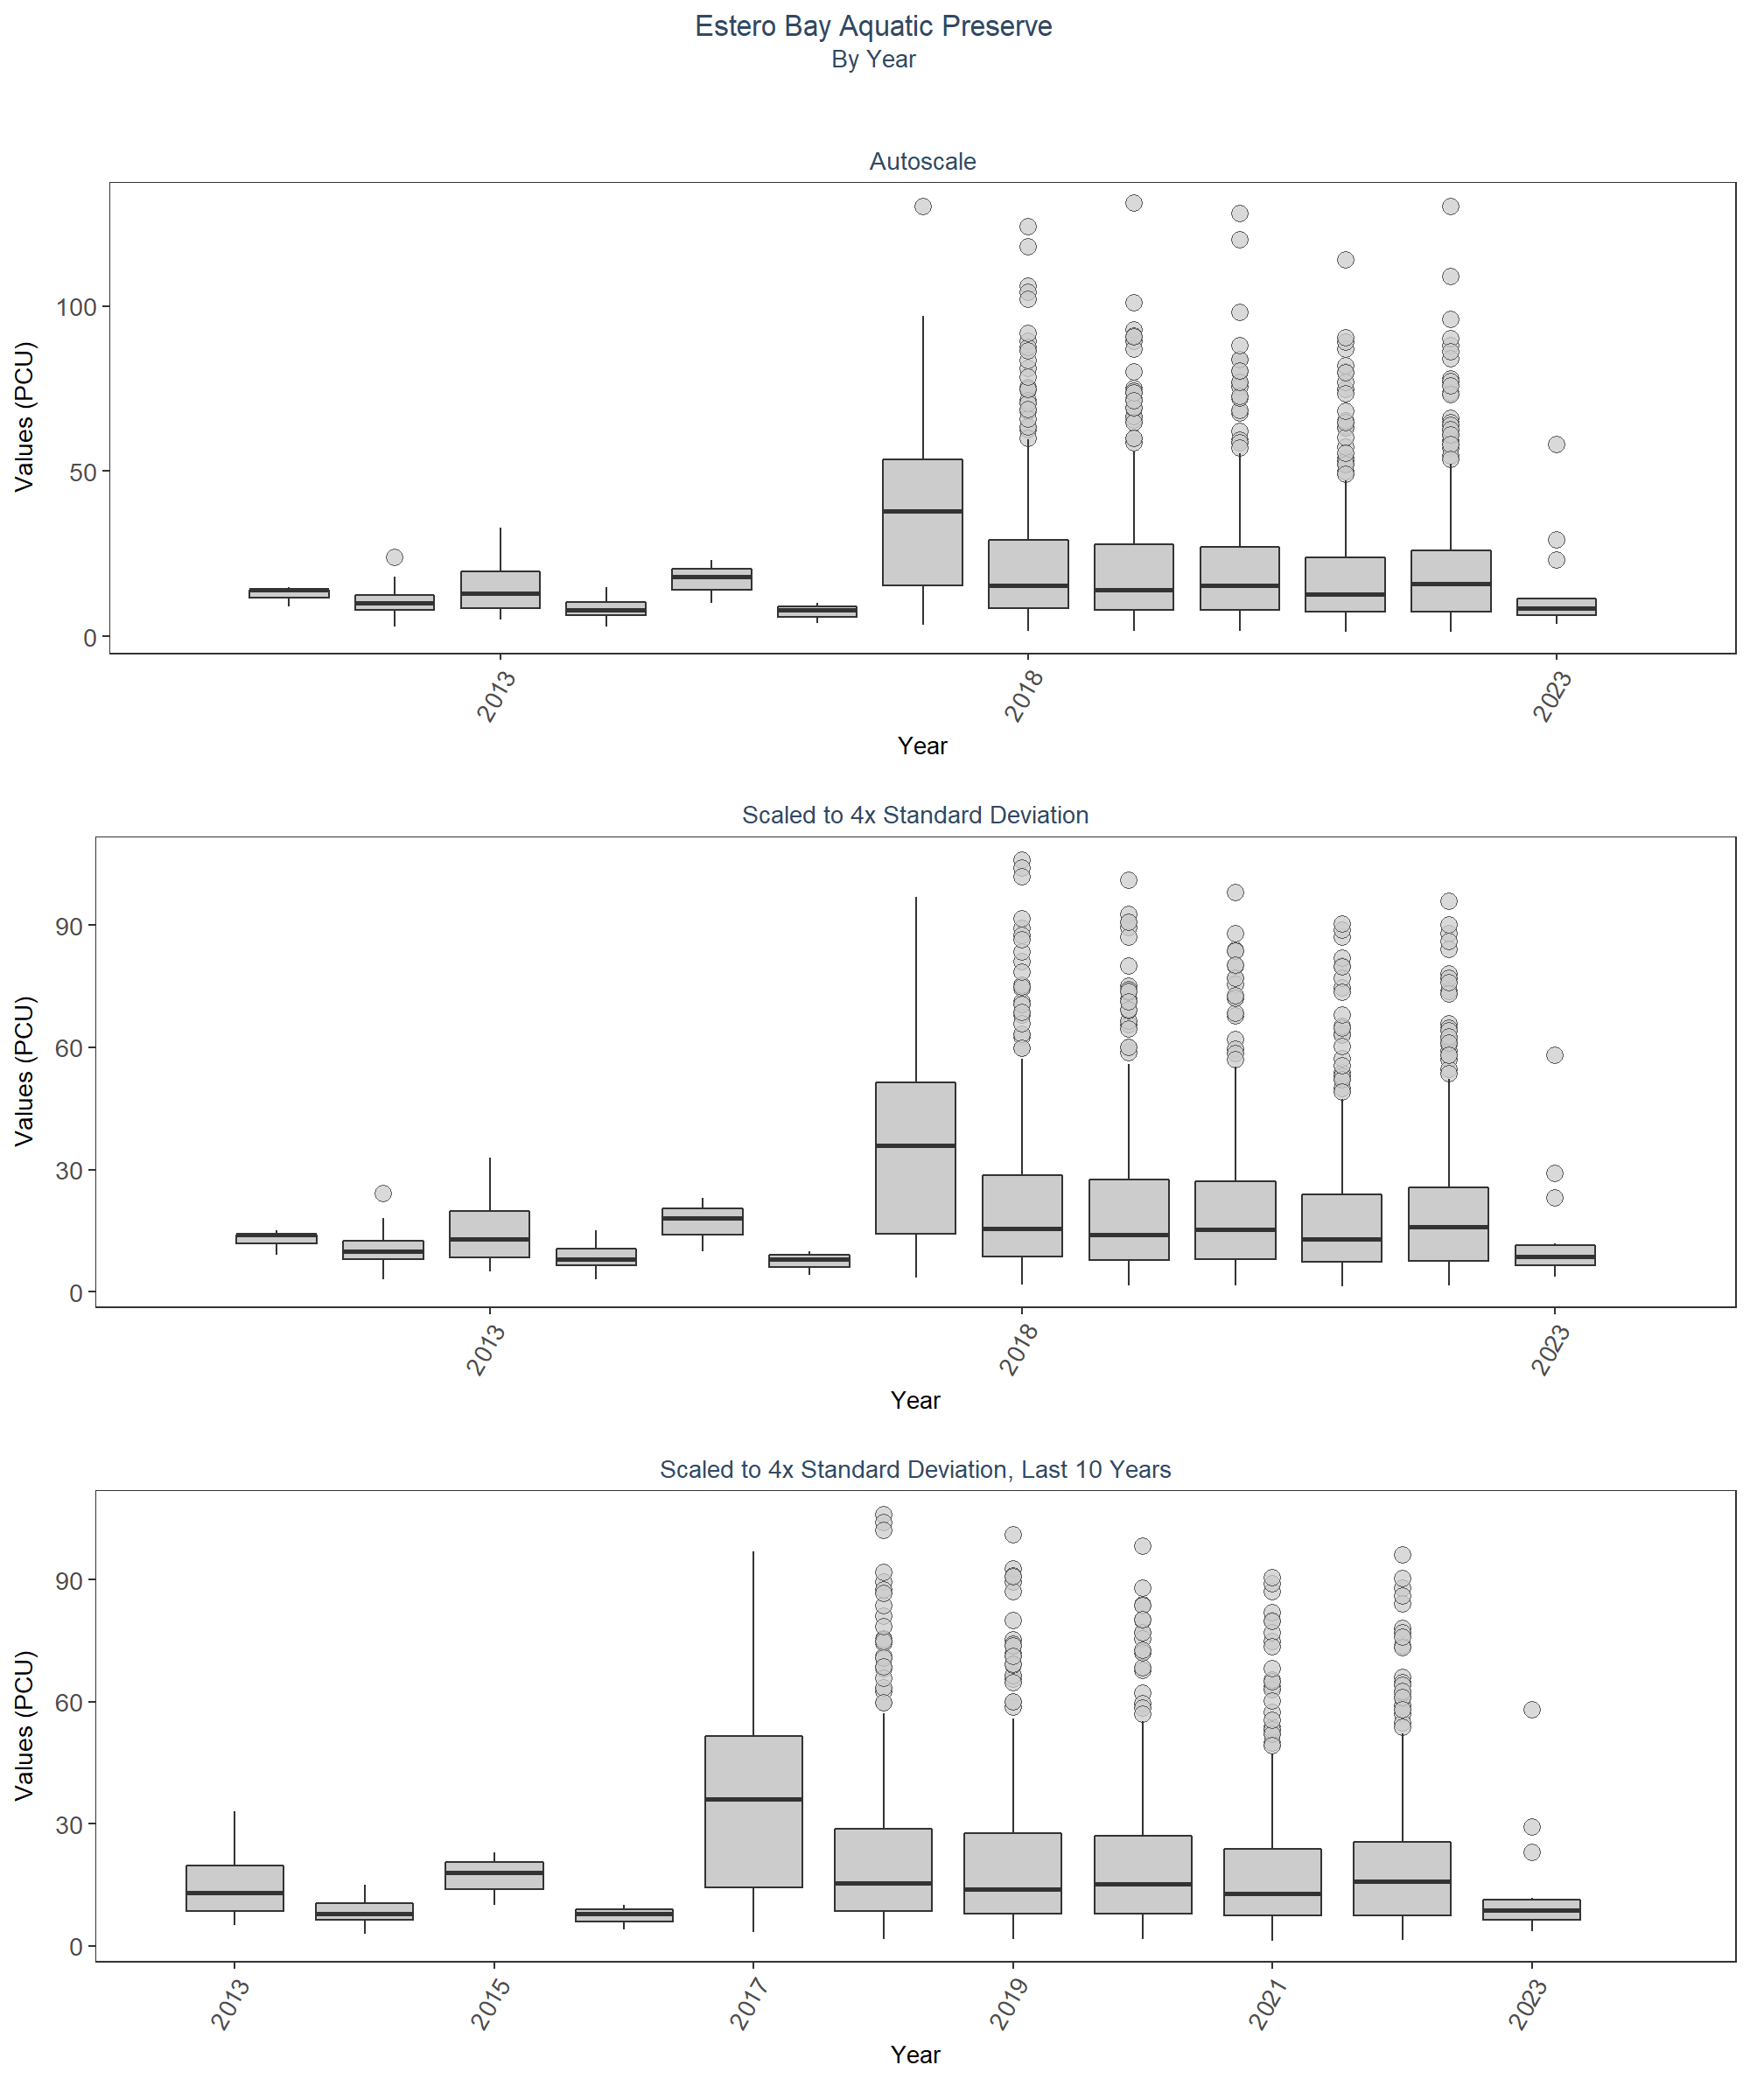 Estero Bay Aquatic Preserve
By Year
Autoscale
Values (PCU)
100
50
0
2013
2018
2023
Year
Scaled to 4x Standard Deviation
Values (PCU)
90
60
30
0
2013
2018
2023
Year
Scaled to 4x Standard Deviation, Last 10 Years
Values (PCU)
90
60
30
0
2013
2015
2017
2019
2021
2023
Year